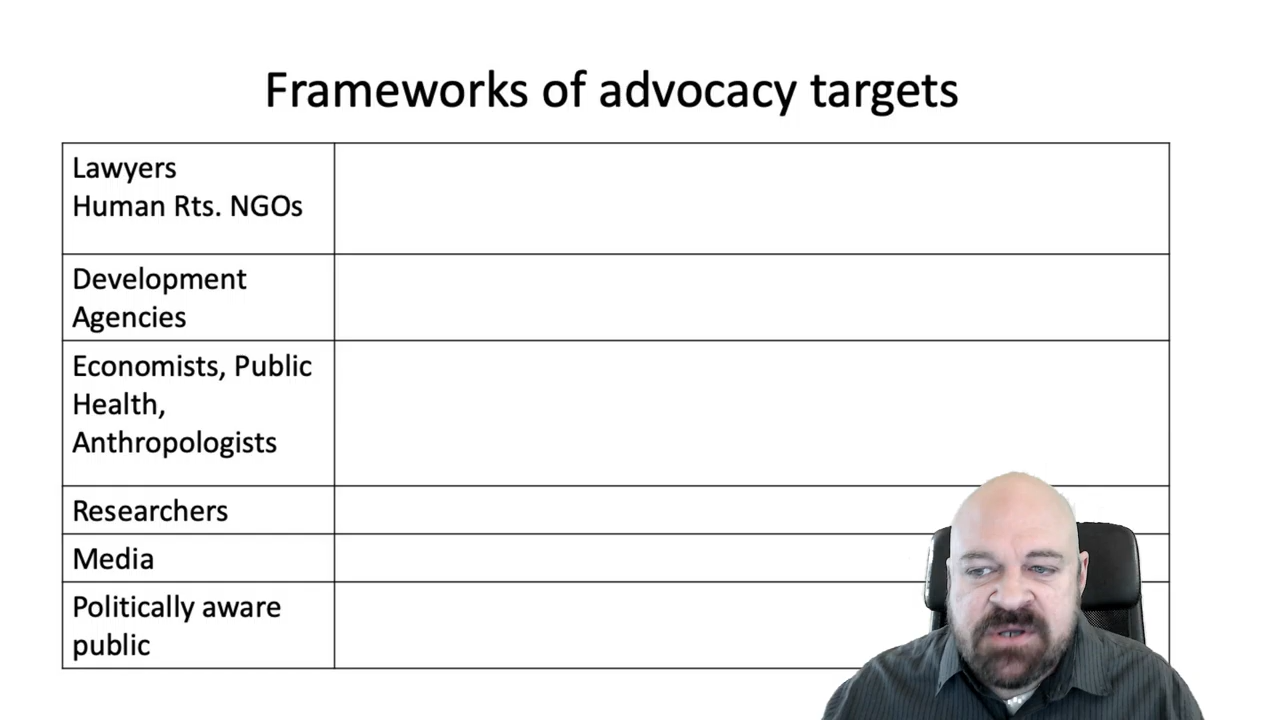 Frameworks of advocacy targets
Lawyers
Human Rts. NGOs
Development
Agencies
Economists, Public
Health,
Anthropologists
Researchers
Media
Politically aware
public